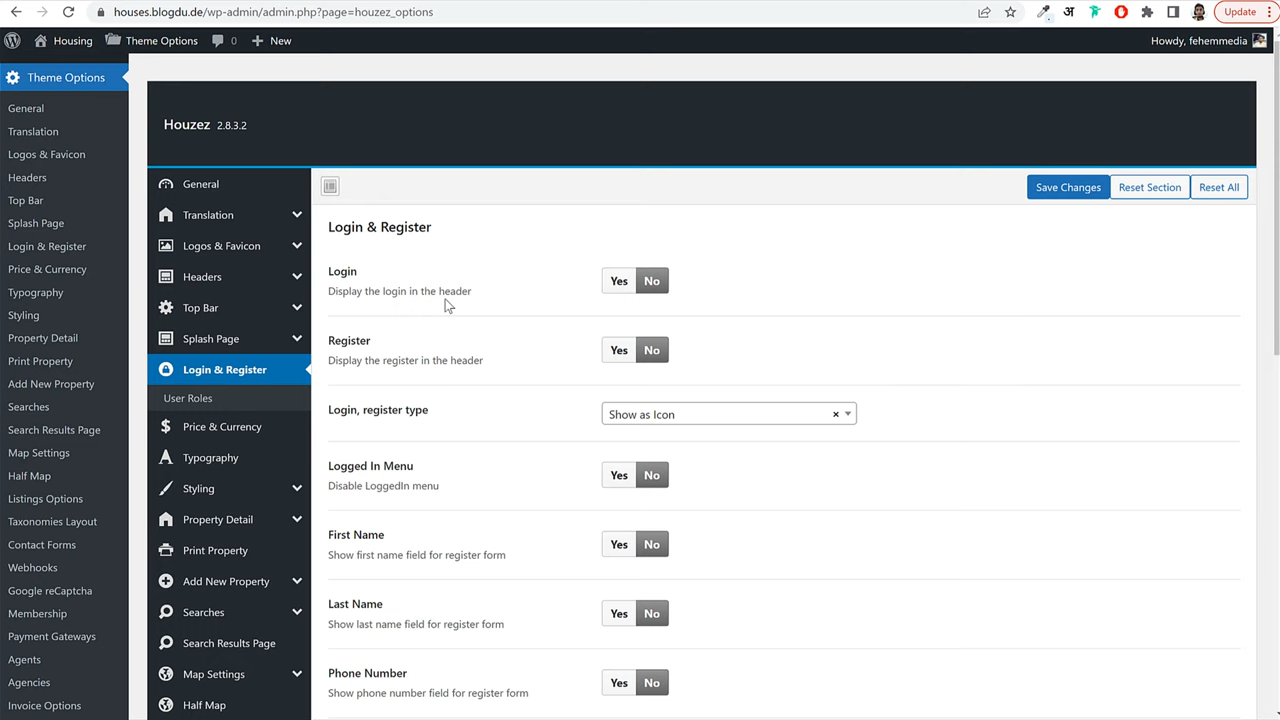 houses.blogdu.de/wp-admin/admin.php?page=houzez_options
अ
Update
Housing
Theme Options
0
New
Howdy, fehemmedia
Theme Options
General
Translation
Logos & Favicon
Headers
Top Bar
Splash Page
Login & Register
Price & Currency
Typography
Styling
Property Detail
Print Property
Add New Property
Searches
Search Results Page
Map Settings
Half Map
Listings Options
Taxonomies Layout
Contact Forms
Webhooks
Google reCaptcha
Membership
Payment Gateways
Agents
Agencies
Invoice Options
Houzez 2.8.3.2
General
Translation
Logos & Favicon
Headers
Top Bar
Splash Page
Login & Register
User Roles
Price & Currency
Typography
Styling
Property Detail
Print Property
Add New Property
Searches
Search Results Page
Map Settings
Half Map
Save Changes
Reset Section
Reset All
Login & Register
Login
Display the login in the header
Yes No
Register
Display the register in the header
Yes No
Login, register type
Show as Icon
Logged In Menu
Disable LoggedIn menu
Yes No
First Name
Show first name field for register form
Yes No
Last Name
Show last name field for register form
Yes No
Phone Number
Show phone number field for register form
Yes No